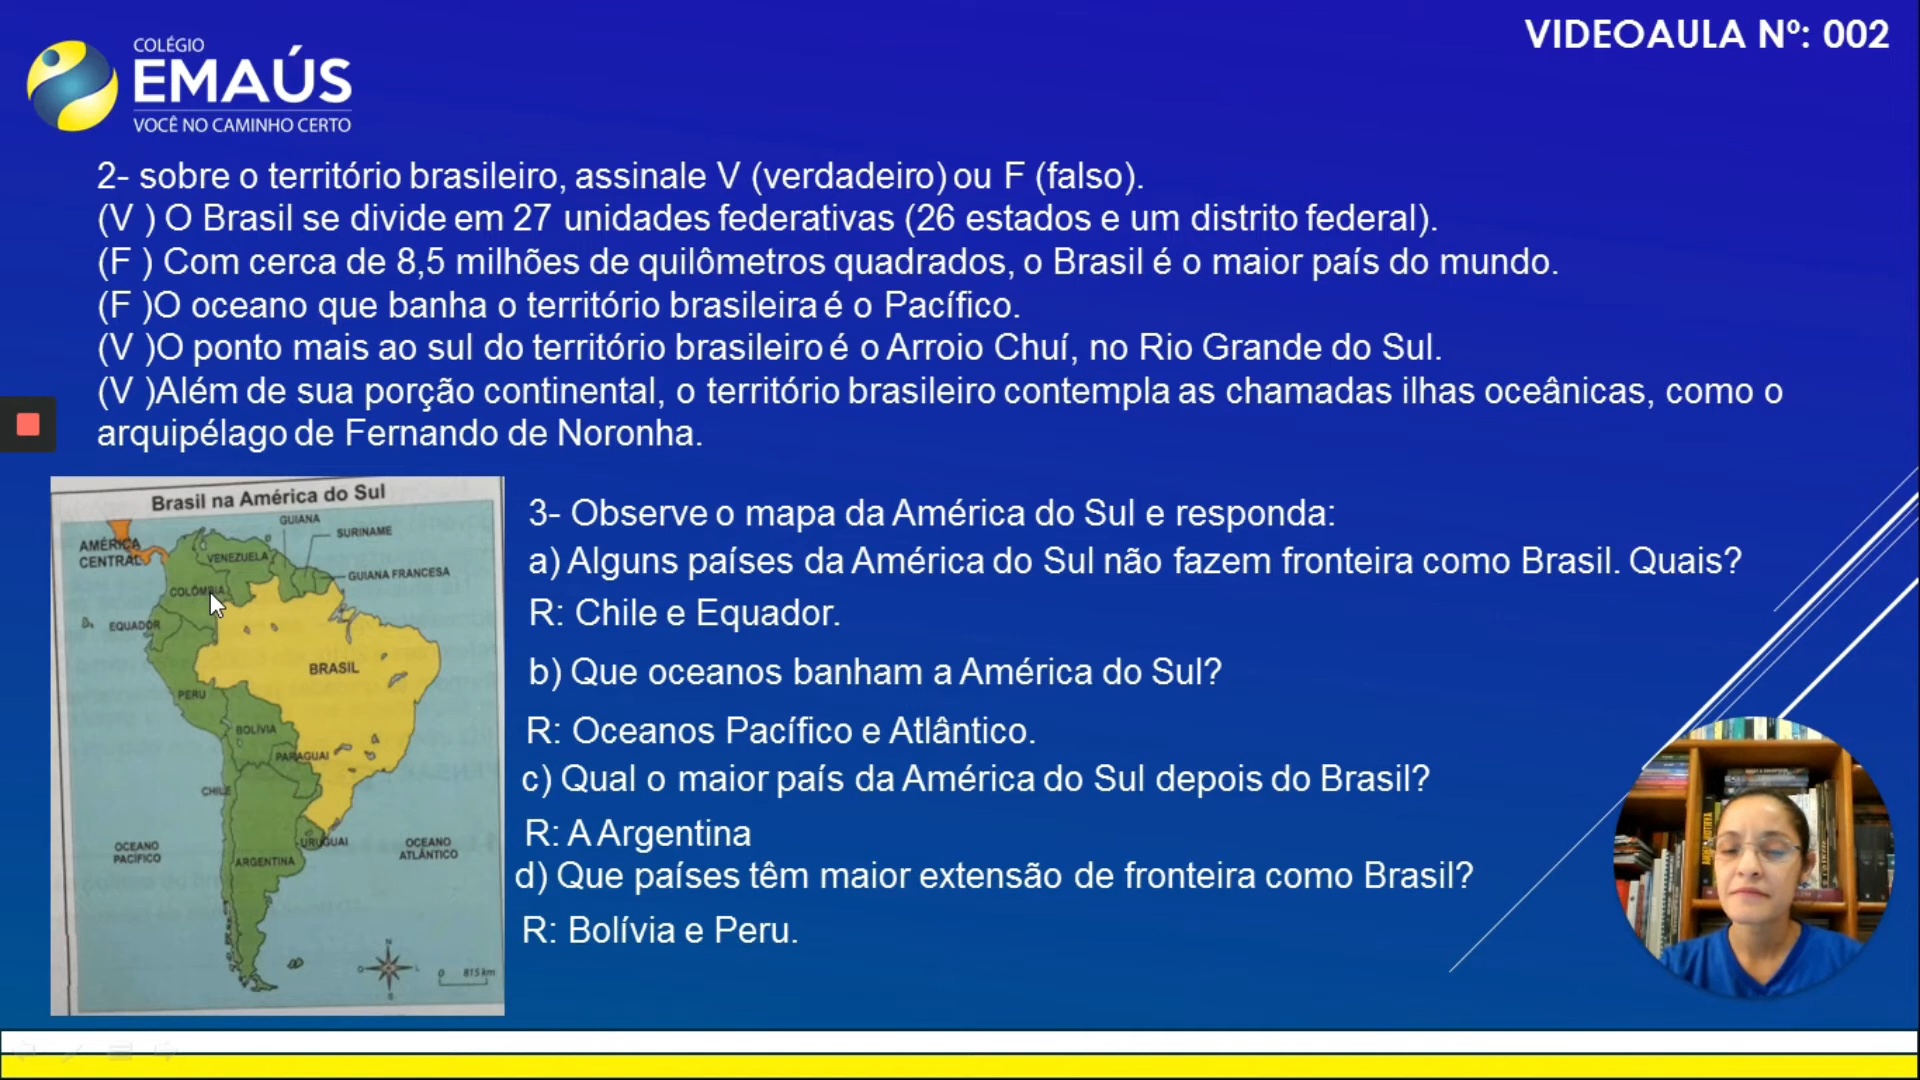 VIDEOAULA Nº: 002
COLÉGIO
EMAÚS
VOCÊ NO CAMINHO CERTO
2- sobre o território brasileiro, assinale V (verdadeiro) ou F (falso).
(V ) O Brasil se divide em 27 unidades federativas (26 estados e um distrito federal).
(F ) Com cerca de 8,5 milhões de quilômetros quadrados, o Brasil é o maior país do mundo.
(F )O oceano que banha o território brasileira é o Pacífico.
(V )O ponto mais ao sul do território brasileiro é o Arroio Chuí, no Rio Grande do Sul.
(V )Além de sua porção continental, o território brasileiro contempla as chamadas ilhas oceânicas, como o
arquipélago de Fernando de Noronha.
Brasil na América do Sul
GUIANA
SURINAME
AMÉRICA
CENTRAL
VENEZUELA
GUIANA FRANCESA
COLÔMBIA
EQUADOR
BRASIL
PERU
BOLÍVIA
PARAGUAI
CHILE
URUGUAI
OCEANO
PACÍFICO
OCEANO
ATLÂNTICO
ARGENTINA
N
O
L
S
0 815 km
3- Observe o mapa da América do Sul e responda:
a) Alguns países da América do Sul não fazem fronteira como Brasil. Quais?
R: Chile e Equador.
b) Que oceanos banham a América do Sul?
R: Oceanos Pacífico e Atlântico.
c) Qual o maior país da América do Sul depois do Brasil?
R: A Argentina
d) Que países têm maior extensão de fronteira como Brasil?
R: Bolívia e Peru.